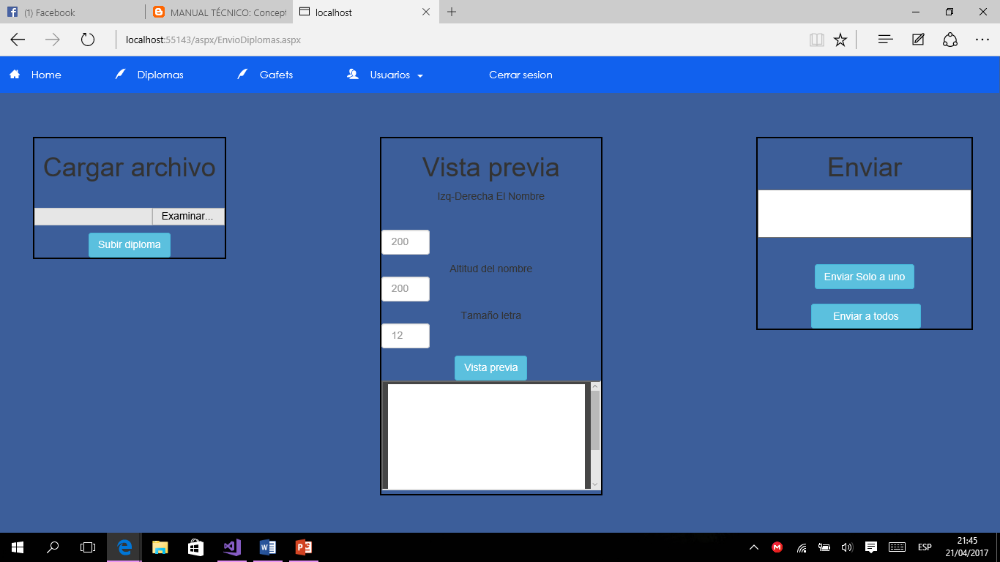 (1) Facebook
MANUAL TÉCNICO: Concept
localhost
localhost:55143/aspx/EnvioDiplomas.aspx
Home
Diplomas
Gafets
Usuarios
Cerrar sesion
Cargar archivo
Examinar...
Subir diploma
Vista previa
Izq-Derecha El Nombre
200
Altitud del nombre
200
Tamaño letra
12
Vista previa
Enviar
Enviar Solo a uno
Enviar a todos
ESP
21:45
21/04/2017